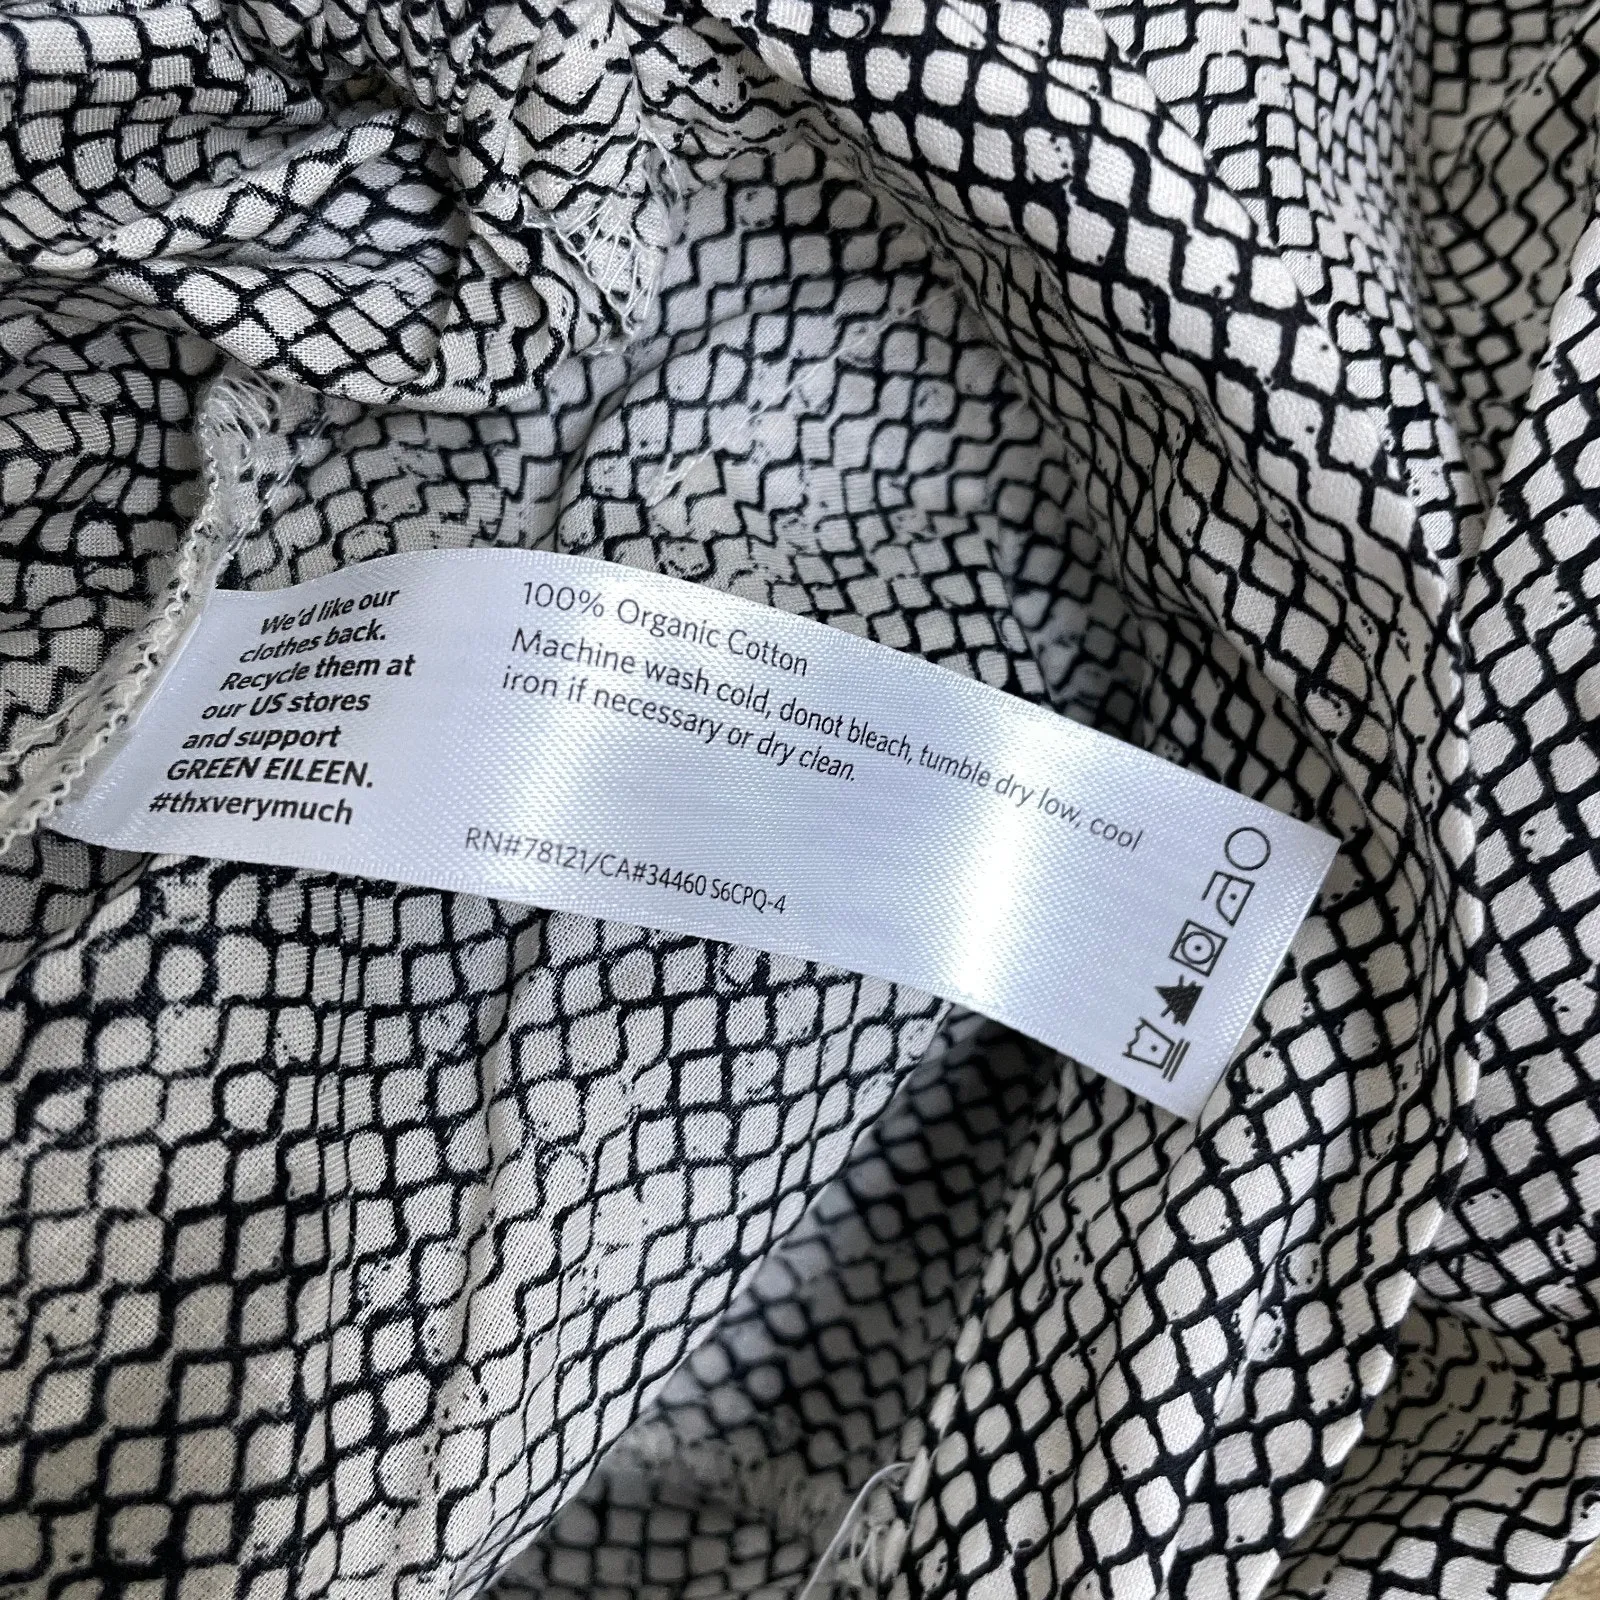 We'd like our
clothes back.
Recycle them at
our US stores
and support
GREEN EILEEN.
#thxverymuch
100% Organic Cotton
Machine wash cold, donot bleach, tumble dry low, cool
iron if necessary or dry clean.
RN#78121/CA#34460 S6CPQ-4